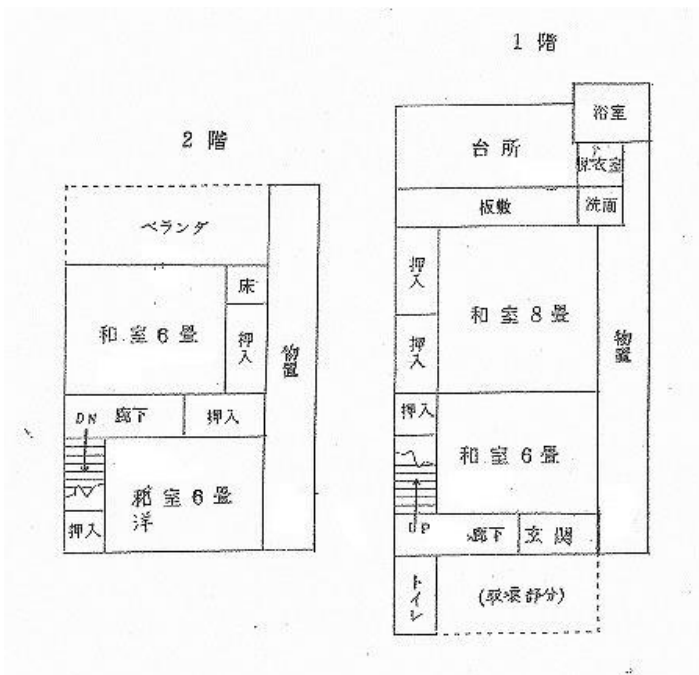 1 階
浴室
台所
脱衣室
板敷
洗面
押入
和室8畳
物置
押入
押入
和室6畳
UP
廊下
玄関
トイレ
(取壊部分)
2 階
ベランダ
床
和室6畳
押入
物置
DN
廊下
押入
室6畳
洋
押入